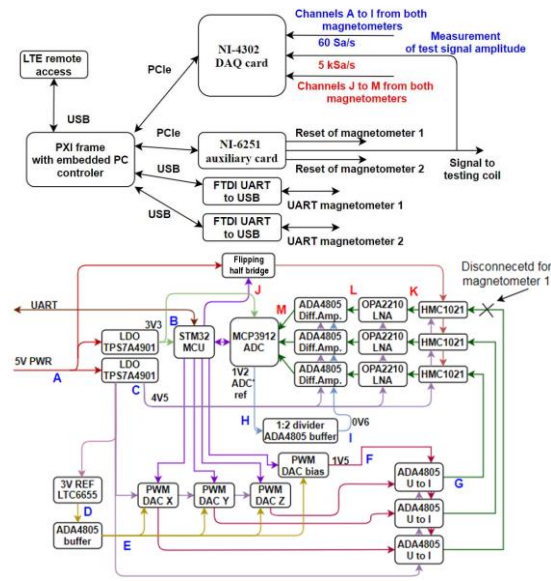 Channels A to I from both
magnetometers
60 Sa/s
Measurement
of test signal amplitude
NI-4302
DAQ card
5 kSa/s
Channels J to M from both
magnetometers
LTE remote
access
PCIe
USB
PXI frame
with embedded PC
controler
PCIe
NI-6251
auxiliary card
Reset of magnetometer 1
Reset of magnetometer 2
Signal to
testing coil
USB
FTDI UART
to USB
UART magnetometer 1
USB
FTDI UART
to USB
UART magnetometer 2
Flipping
half bridge
Disconnecetd for
magnetometer 1
J
L
K
M
UART
B
3V3
LDO
TPS7A4901
5V PWR
A
LDO
TPS7A4901
C
4V5
STM32
MCU
MCP3912
ADC
ADA4805
Diff.Amp.
OPA2210
LNA
HMC1021
ADA4805
Diff.Amp.
OPA2210
LNA
HMC1021
ADA4805
Diff.Amp.
OPA2210
LNA
HMC1021
1V2
ADC
ref
H
1:2 divider
ADA4805 buffer
0V6
I
PWM
DAC bias
1V5
F
G
3V REF
LTC6655
D
ADA4805
buffer
E
PWM
DAC X
PWM
DAC Y
PWM
DAC Z
ADA4805
U to I
ADA4805
U to I
ADA4805
U to I